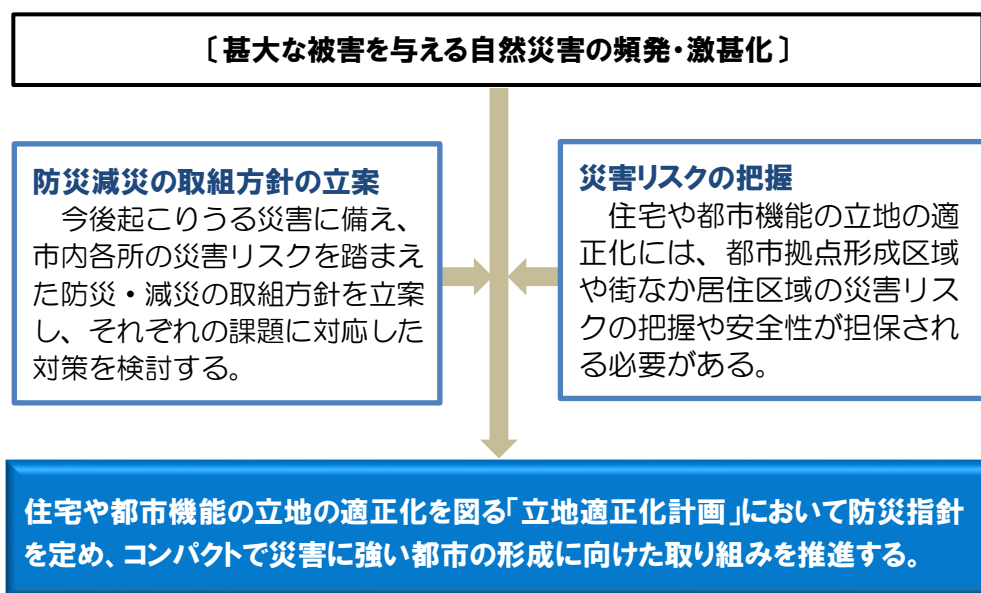 〔甚大な被害を与える自然災害の頻発・激甚化〕
防災減災の取組方針の立案
今後起こりうる災害に備え、
市内各所の災害リスクを踏まえ
た防災・減災の取組方針を立案
し、それぞれの課題に対応した
対策を検討する。
災害リスクの把握
住宅や都市機能の立地の適
正化には、都市拠点形成区域
や街なか居住区域の災害リス
クの把握や安全性が担保され
る必要がある。
住宅や都市機能の立地の適正化を図る「立地適正化計画」において防災指針
を定め、コンパクトで災害に強い都市の形成に向けた取り組みを推進する。